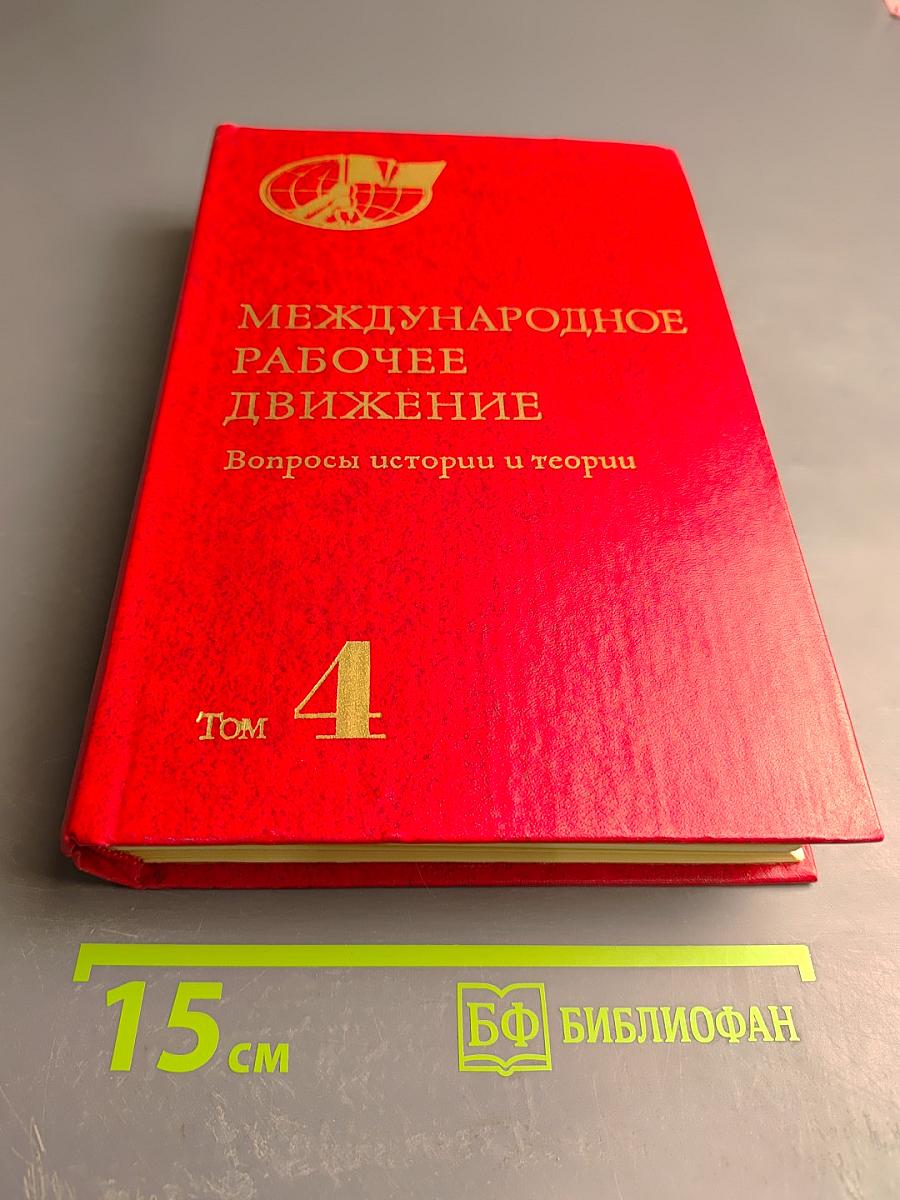 МЕЖДУНАРОДНОЕ
РАБОЧЕЕ
ДВИЖЕНИЕ
Вопросы истории и теории
Том 4
15 см
БФ БИБЛИОФАН